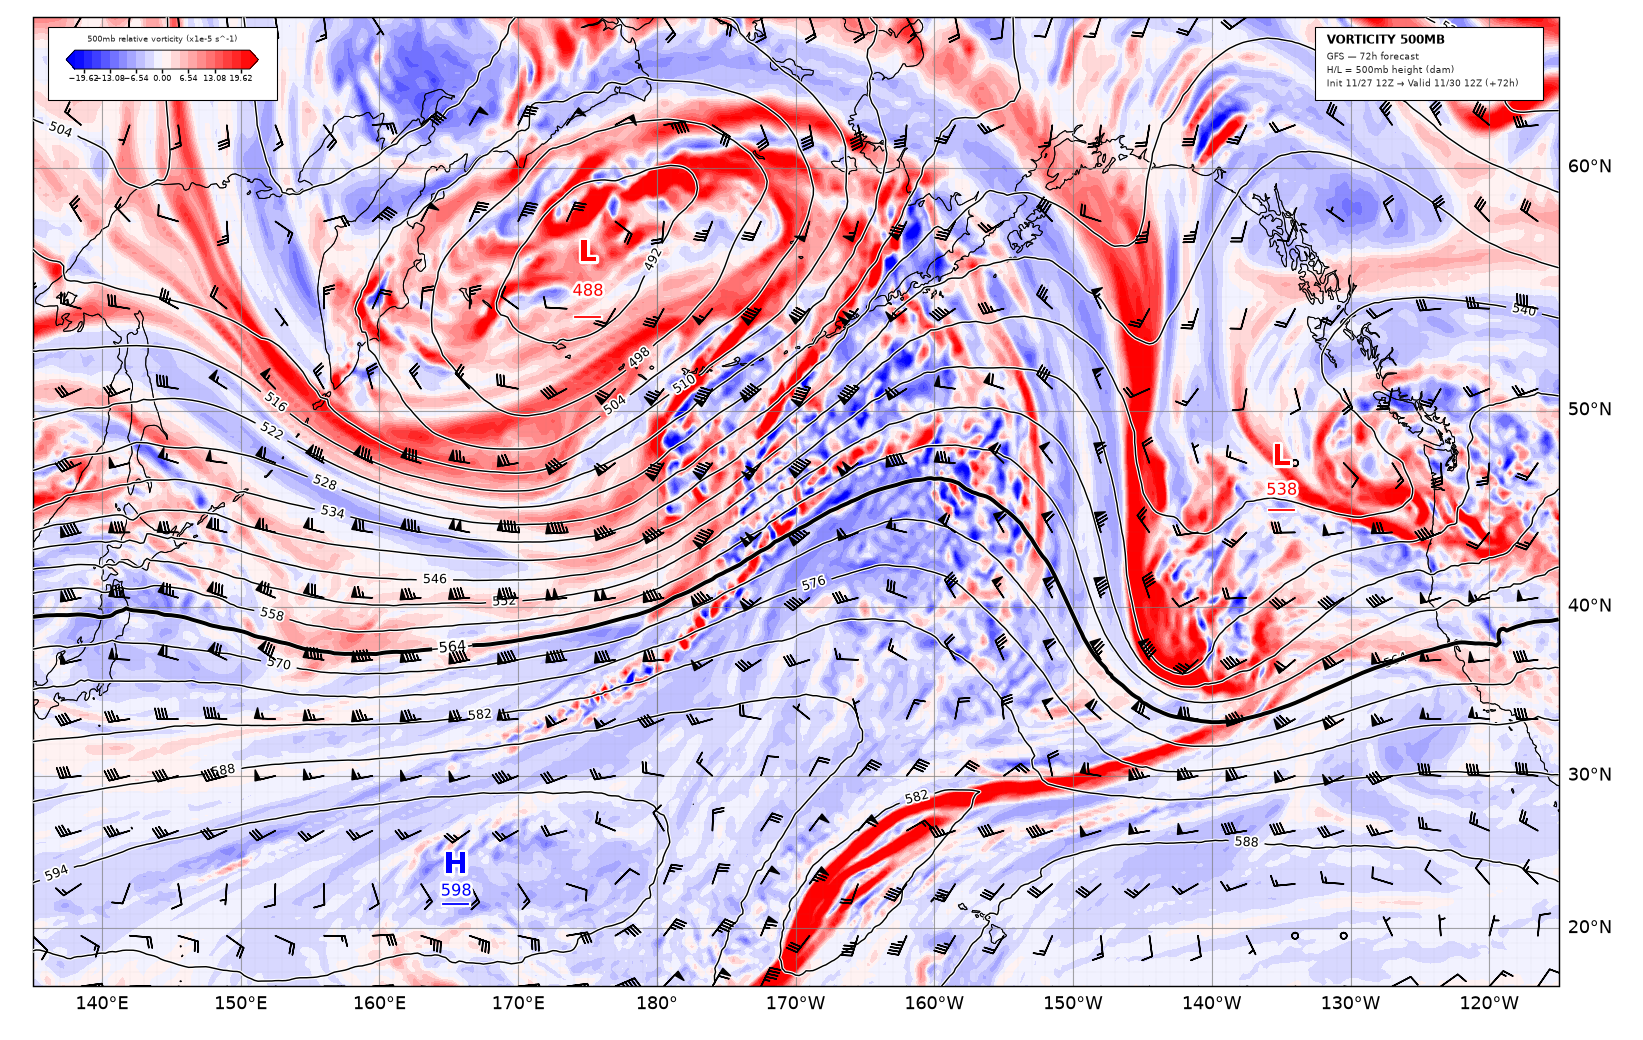 500mb relative vorticity (x1e-5 s^-1)
−19.62 −13.08 −6.54 0.00 6.54 13.08 19.62
VORTICITY 500MB
GFS — 72h forecast
H/L = 500mb height (dam)
Init 11/27 12Z → Valid 11/30 12Z (+72h)
504
60°N
L
488
492
540
498
510
504
516
50°N
522
L
538
528
534
546
576
552
558
40°N
564
564
570
582
588
30°N
582
588
594
H
598
20°N
140°E
150°E
160°E
170°E
180°
170°W
160°W
150°W
140°W
130°W
120°W